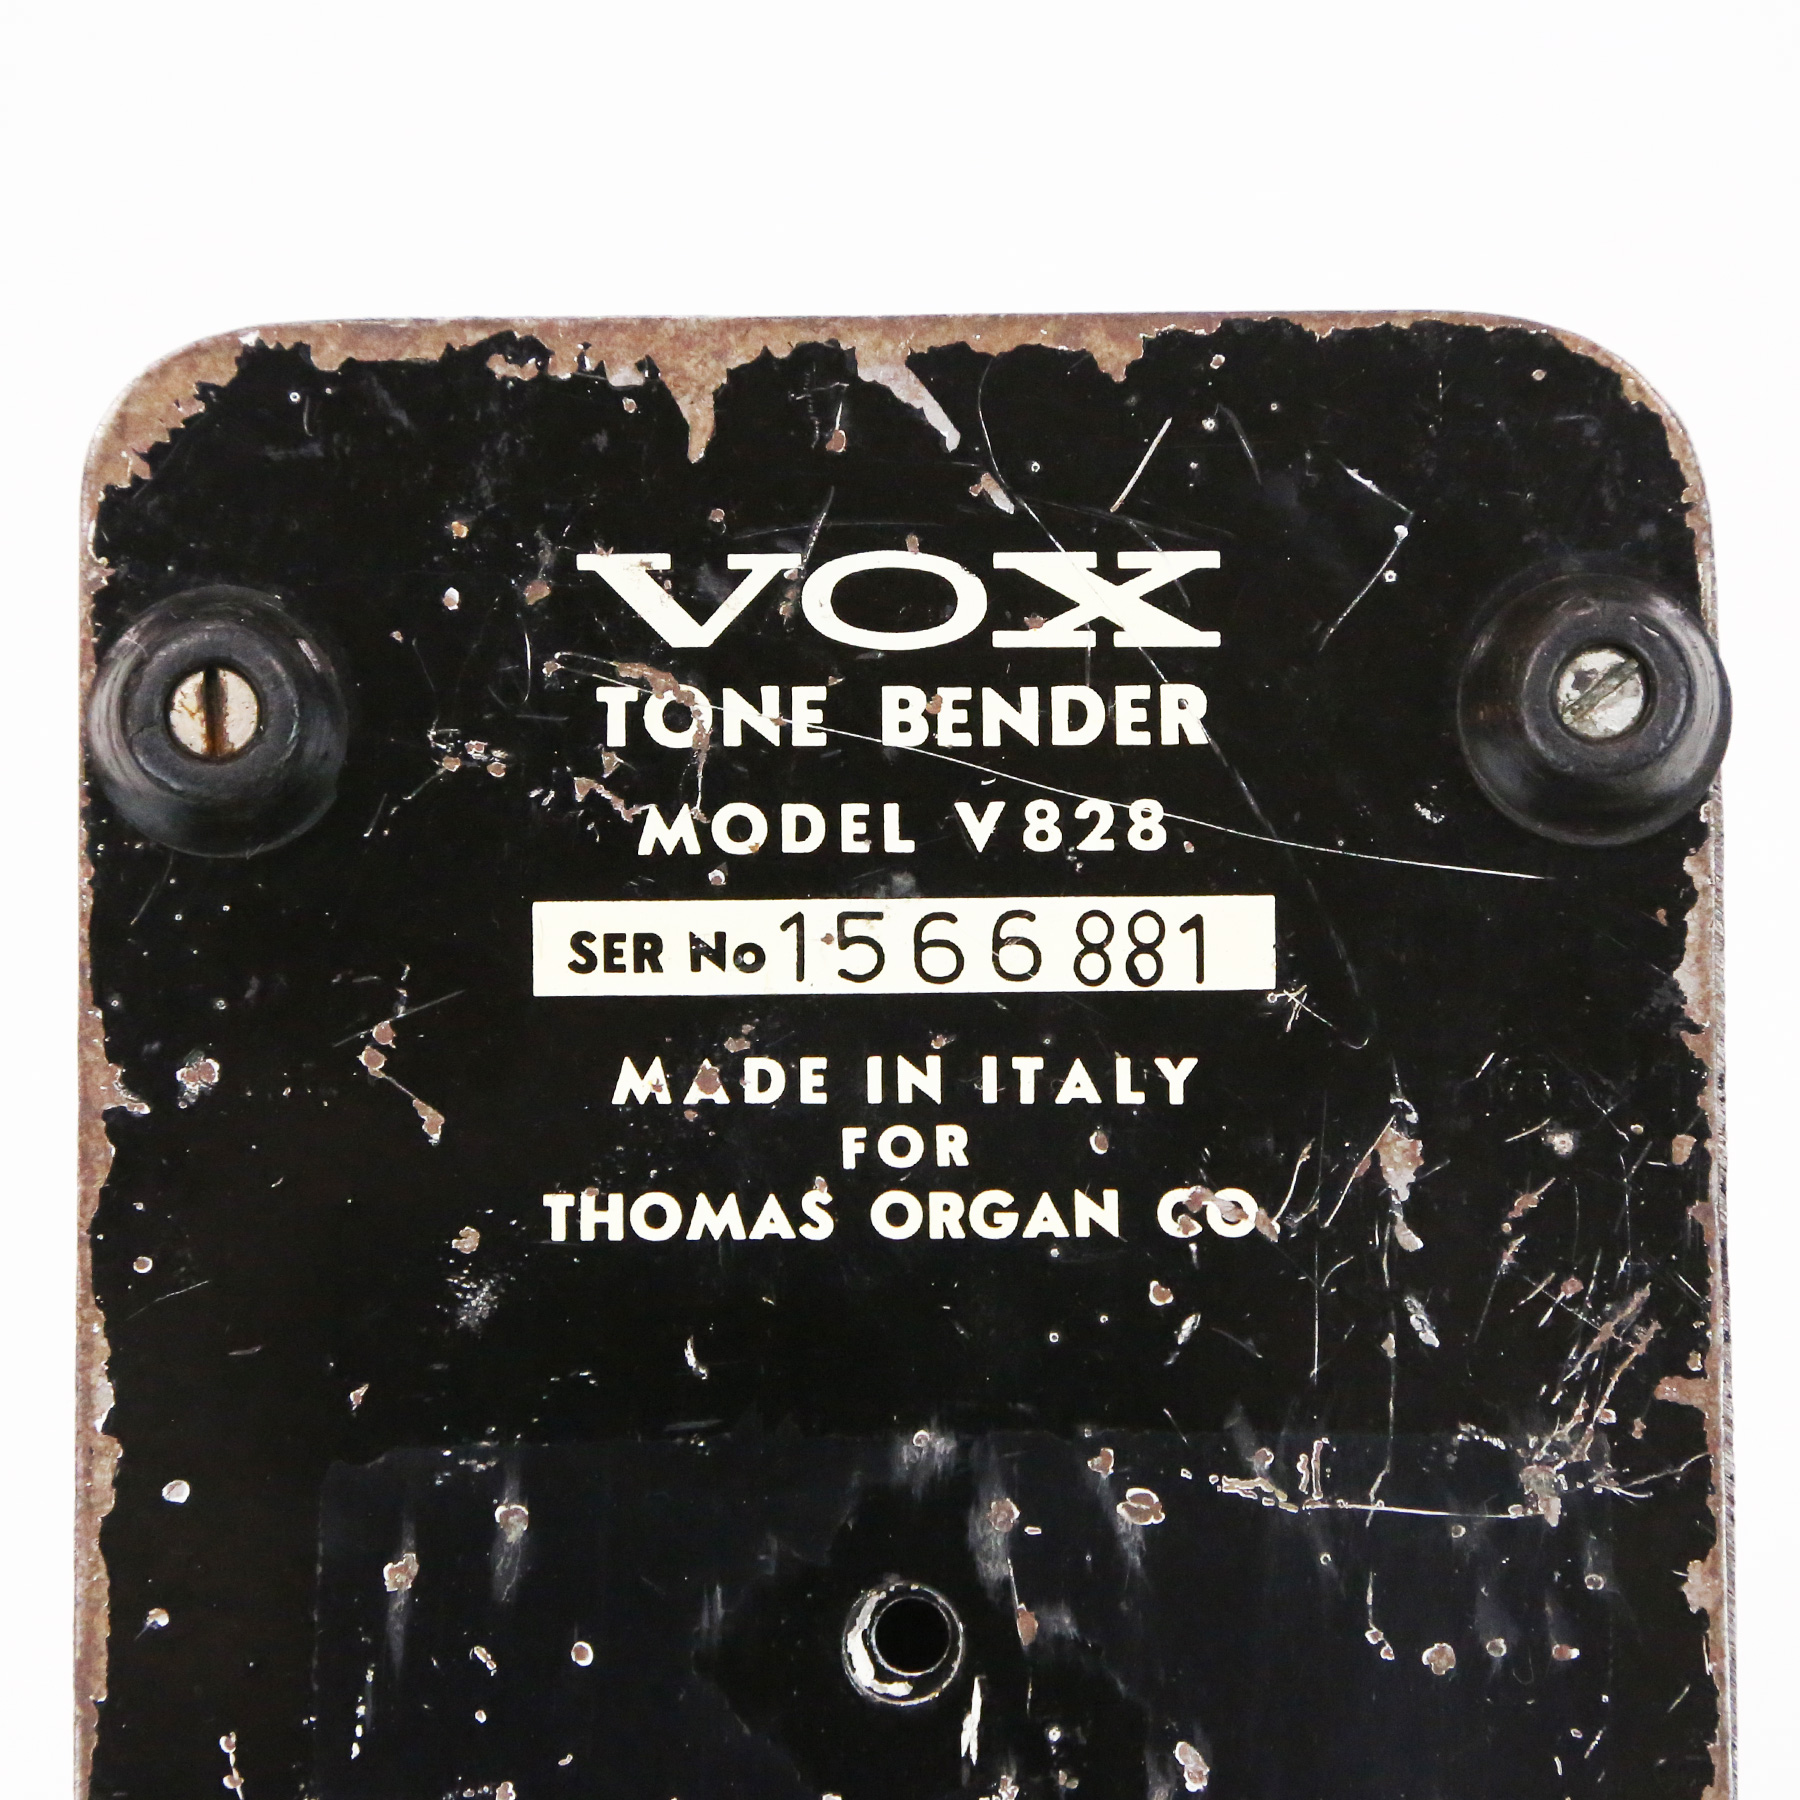 VOX
TONE BENDER
MODEL V828
SER No 1566881
MADE IN ITALY
FOR
THOMAS ORGAN CO.